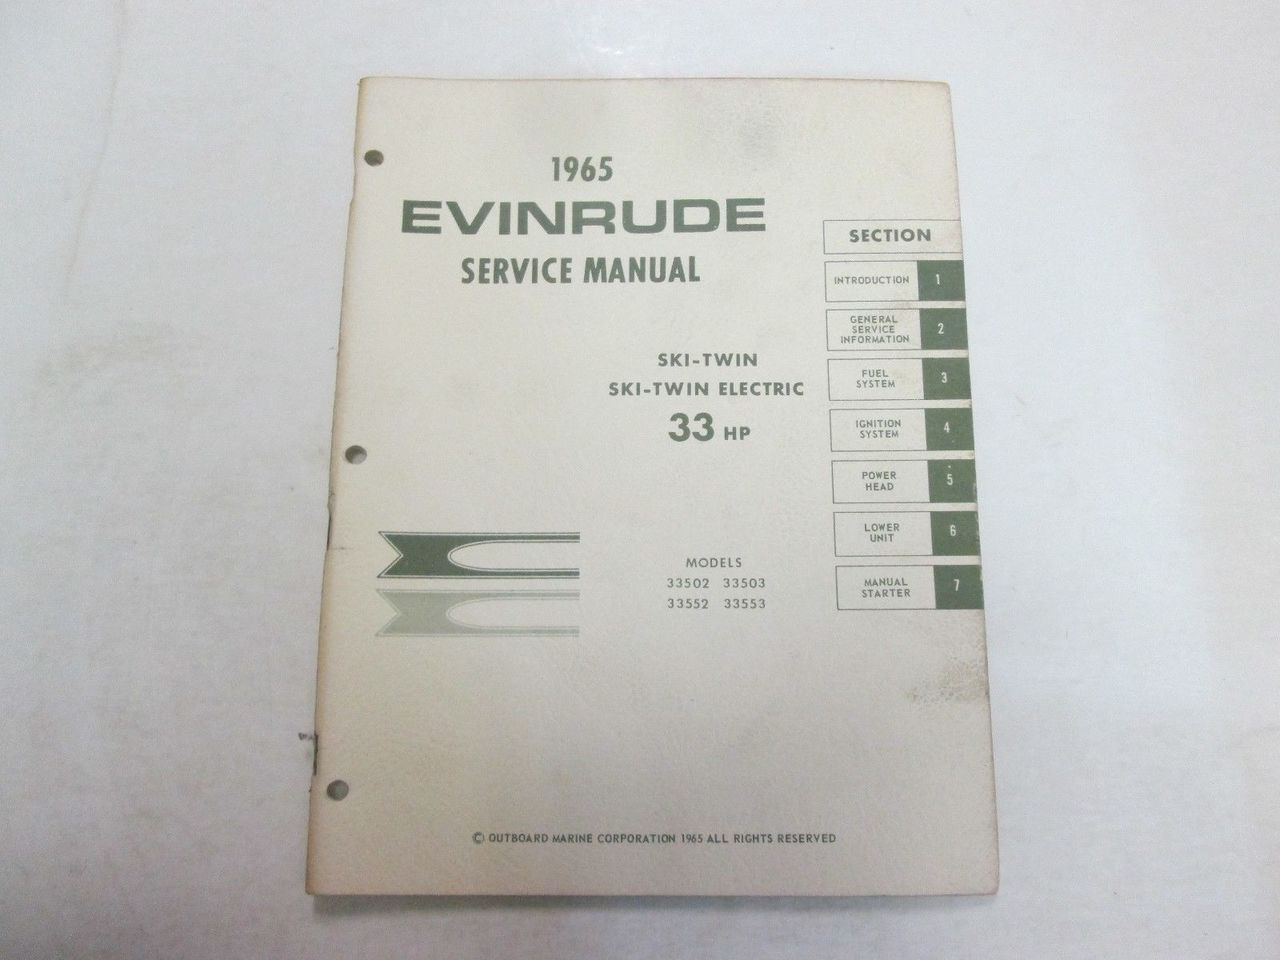 1965
EVINRUDE
SERVICE MANUAL
SKI-TWIN
SKI-TWIN ELECTRIC
33 HP
MODELS
33502 33503
33552 33553
SECTION
INTRODUCTION 1
GENERAL
SERVICE 2
INFORMATION
FUEL
SYSTEM 3
IGNITION
SYSTEM 4
POWER
HEAD 5
LOWER
UNIT 6
MANUAL
STARTER 7
© OUTBOARD MARINE CORPORATION 1965 ALL RIGHTS RESERVED